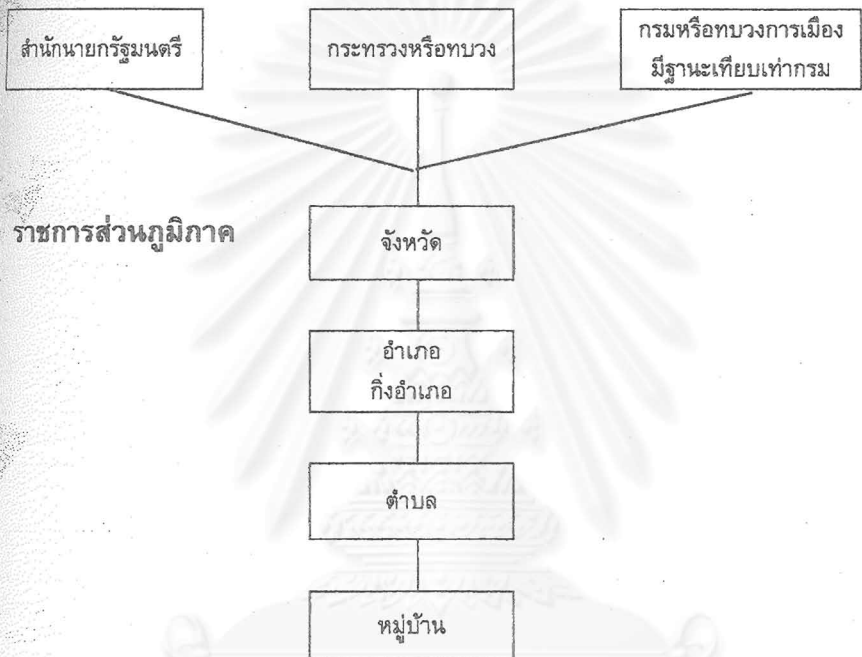 สำนักนายกรัฐมนตรี
กระทรวงหรือทบวง
กรมหรือทบวงการเมือง
มีฐานะเทียบเท่ากรม
ราชการส่วนภูมิภาค
จังหวัด
อำเภอ
กิ่งอำเภอ
ตำบล
หมู่บ้าน